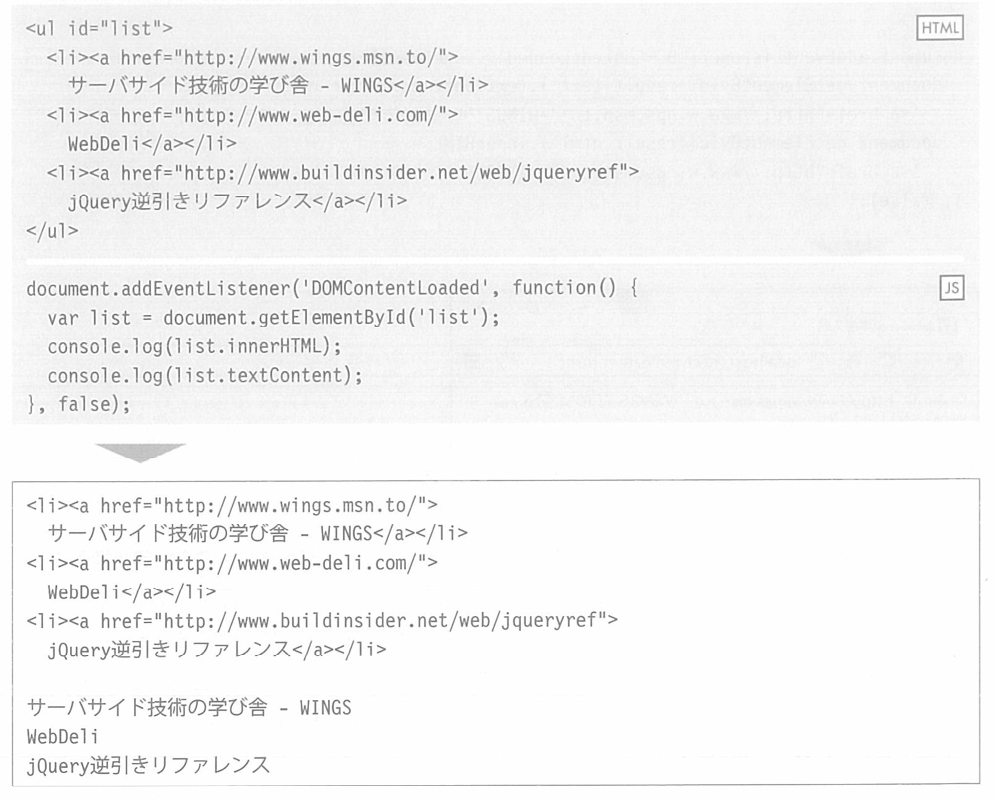 <ul id="list">
HTML
  <li><a href="http://www.wings.msn.to/">
    サーバサイド技術の学び舎 - WINGS</a></li>
  <li><a href="http://www.web-deli.com/">
    WebDeli</a></li>
  <li><a href="http://www.buildinsider.net/web/jqueryref">
    jQuery逆引きリファレンス</a></li>
</ul>
document.addEventListener('DOMContentLoaded', function() {
JS
  var list = document.getElementById('list');
  console.log(list.innerHTML);
  console.log(list.textContent);
}, false);
<li><a href="http://www.wings.msn.to/">
  サーバサイド技術の学び舎 - WINGS</a></li>
<li><a href="http://www.web-deli.com/">
  WebDeli</a></li>
<li><a href="http://www.buildinsider.net/web/jqueryref">
  jQuery逆引きリファレンス</a></li>
サーバサイド技術の学び舎 - WINGS
WebDeli
jQuery逆引きリファレンス